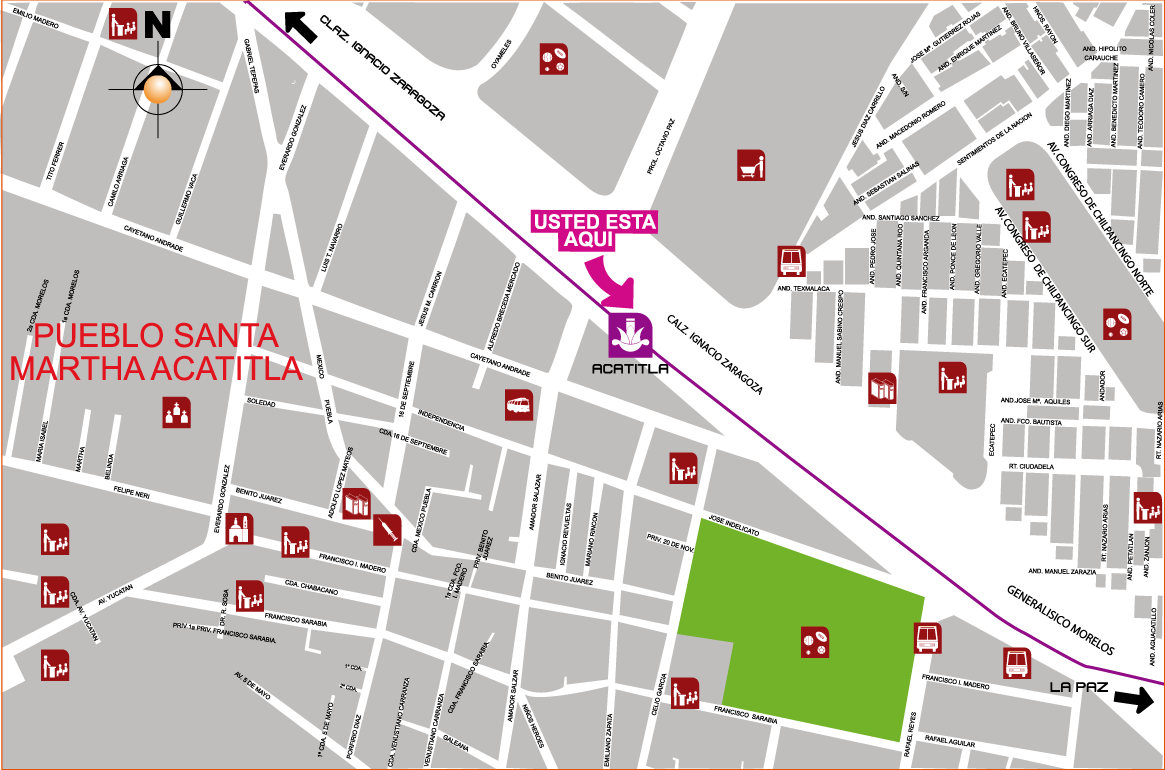 EMILIO MADERO
N
CLAZ. IGNACIO ZARAGOZA
OYAMELES
GABRIEL TEPEPAS
EVERARDO GONZALEZ
TITO FERRER
CAMILO ARRIAGA
GUILLERMO VACA
CAYETANO ANDRADE
LUIS T. NAVARRO
PROL. OCTAVIO PAZ
JESUS DIAZ CARRILLO
AND. S/N
JOSE Mª. GUTIERREZ ROJAS
AND. ENRIQUE MARTINEZ
AND. BRUNO VILLASEÑOR
HNOS. RAYON
AND. NICOLAS COLER
AND. HIPOLITO
CARAUCHE
AND. DIEGO MARTINEZ
AND. ARRIAGA DIAZ
AND. BENEDICTO MARTINEZ
AND. TEODORO CAMERO
AND. MACEDONIO ROMERO
SENTIMIENTOS DE LA NACION
AND. SEBASTIAN SALINAS
AND. SANTIAGO SANCHEZ
AV. CONGRESO DE CHILPANCINGO NORTE
AV. CONGRESO DE CHILPANCINGO SUR
USTED ESTA
AQUI
AND. PEDRO JOSE
AND. QUINTANA ROO
AND. FRANCISCO ARGANDA
AND. PONCE DE LEON
AND. GREGORIO VALLE
AND. ECATEPEC
AND. TEXMALACA
AND. MANUEL SABINO CRESPO
2a CDA. MORELOS
1a CDA. MORELOS
PUEBLO SANTA
MARTHA ACATITLA
JESUS M. CARRION
ALFREDO BRECEDA MERCADO
CALZ. IGNACIO ZARAGOZA
ACATITLA
CAYETANO ANDRADE
MEXICO
PUEBLA
16 DE SEPTIEMBRE
SOLEDAD
INDEPENDENCIA
CDA. 16 DE SEPTIEMBRE
AND. JOSE Mª. AQUILES
ANDADOR
AND. FCO. BAUTISTA
ECATEPEC
RT. NAZARIO ARIAS
RT. CIUDADELA
MARIA ISABEL
MARTHA
BELINDA
FELIPE NERI
EVERARDO GONZALEZ
BENITO JUAREZ
ADOLFO LOPEZ MATEOS
CDA. MEXICO PUEBLA
AMADOR SALAZAR
IGNACIO REVUELTAS
MARIANO RINCON
PRIV. BENITO
JUAREZ
1a CDA. FCO.
I. MADERO
JOSE INDELICATO
PRIV. 20 DE NOV.
BENITO JUAREZ
RT. NAZARIO ARIAS
AND. PETATLAN
AND. ZANJON
AND. MANUEL ZARAZIA
FRANCISCO I. MADERO
CDA. CHABACANO
AV. YUCATAN
CDA. AV. YUCATAN
DR. R. SOSA
FRANCISCO SARABIA
PRIV. 1a PRIV. FRANCISCO SARABIA.
GENERALISICO MORELOS
AND. AGUACATILLO
1ª CDA.
2ª CDA.
AV. 5 DE MAYO
1ª CDA. 5 DE MAYO
PORFIRIO DIAZ
CDA. VENUSTIANO CARRANZA
VENUSTIANO CARRANZA
CDA. FRANCISCO SARABIA
GALEANA
AMADOR SALZAR
NIÑOS HEROES
EMILIANO ZAPATA
CELIO GARCIA
FRANCISCO SARABIA
RAFAEL REYES
FRANCISCO I. MADERO
RAFAEL AGUILAR
LA PAZ